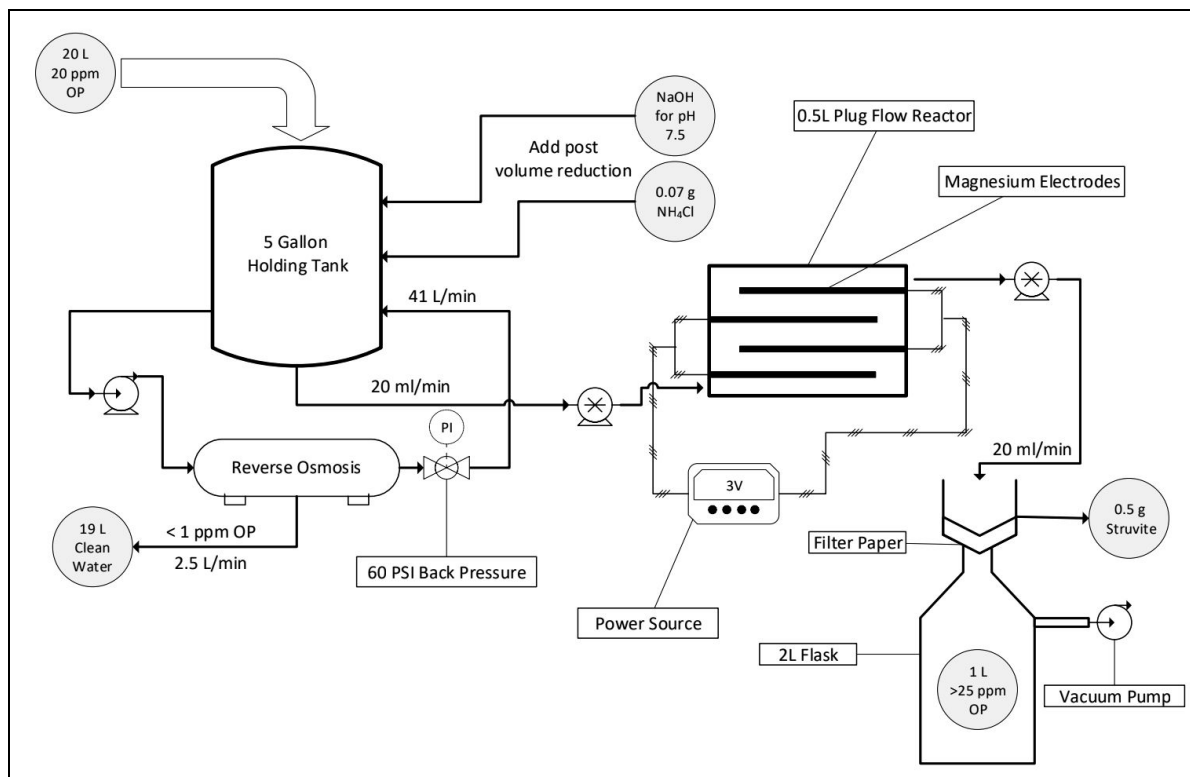 20 L
20 ppm
OP
NaOH
for pH
7.5
Add post
volume reduction
0.07 g
NH₄Cl
0.5L Plug Flow Reactor
Magnesium Electrodes
5 Gallon
Holding Tank
41 L/min
20 ml/min
PI
Reverse Osmosis
3V
20 ml/min
19 L
Clean
Water
< 1 ppm OP
2.5 L/min
60 PSI Back Pressure
Filter Paper
0.5 g
Struvite
Power Source
2L Flask
1 L
>25 ppm
OP
Vacuum Pump